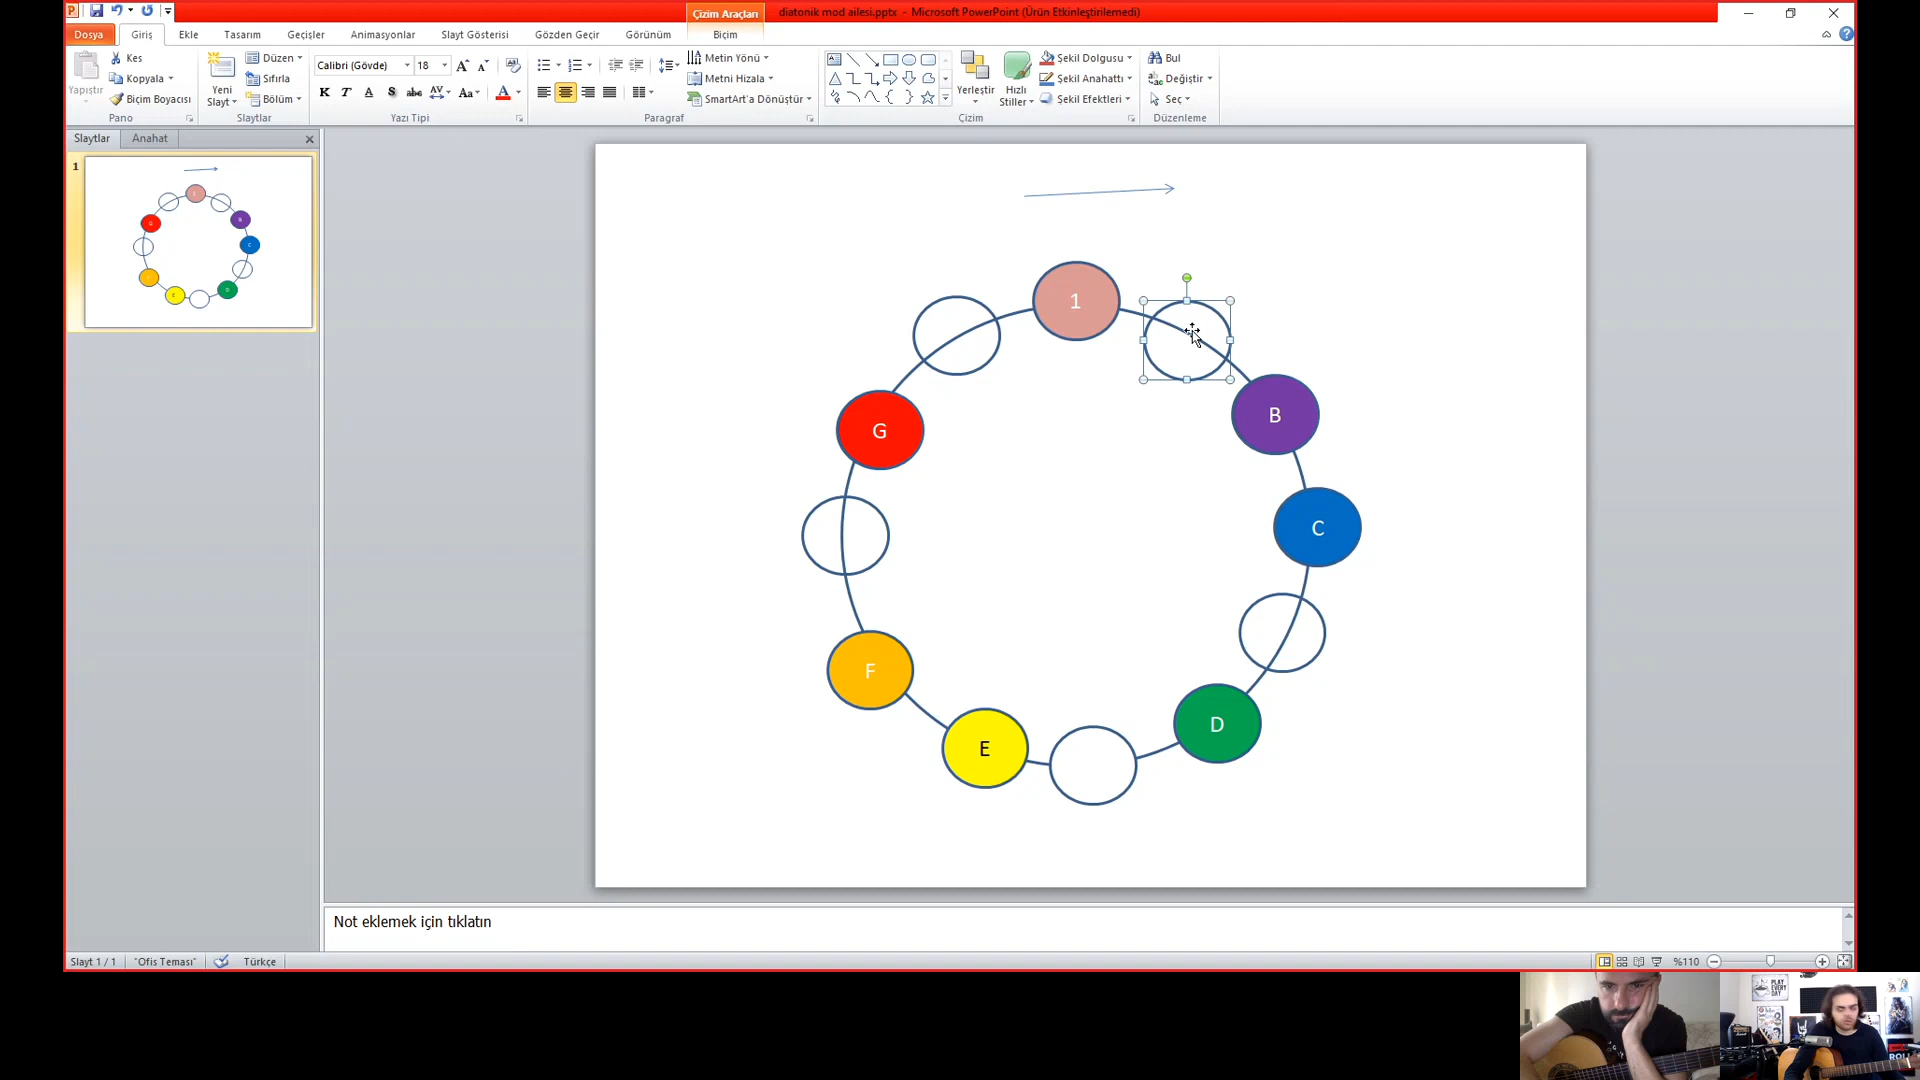 Çizim Araçları
diatonik mod ailesi.pptx - Microsoft PowerPoint (Ürün Etkinleştirilemedi)
Dosya Giriş Ekle Tasarım Geçişler Animasyonlar Slayt Gösterisi Gözden Geçir Görünüm Biçim
Yapıştır
Kes
Kopyala
Biçim Boyacısı
Pano
Yeni Slayt
Düzen
Sıfırla
Bölüm
Slaytlar
Calibri (Gövde) 18
K T A S abc AV Aa A
Yazı Tipi
Metin Yönü
Metni Hizala
SmartArt'a Dönüştür
Paragraf
Yerleştir
Hızlı Stiller
Şekil Dolgusu
Şekil Anahattı
Şekil Efektleri
Çizim
Bul
Değiştir
Seç
Düzenleme
Slaytlar Anahat
1
1
B
C
D
E
F
G
Not eklemek için tıklatın
Slayt 1 / 1 "Ofis Teması" Türkçe %110
PLAY EVERY DAY